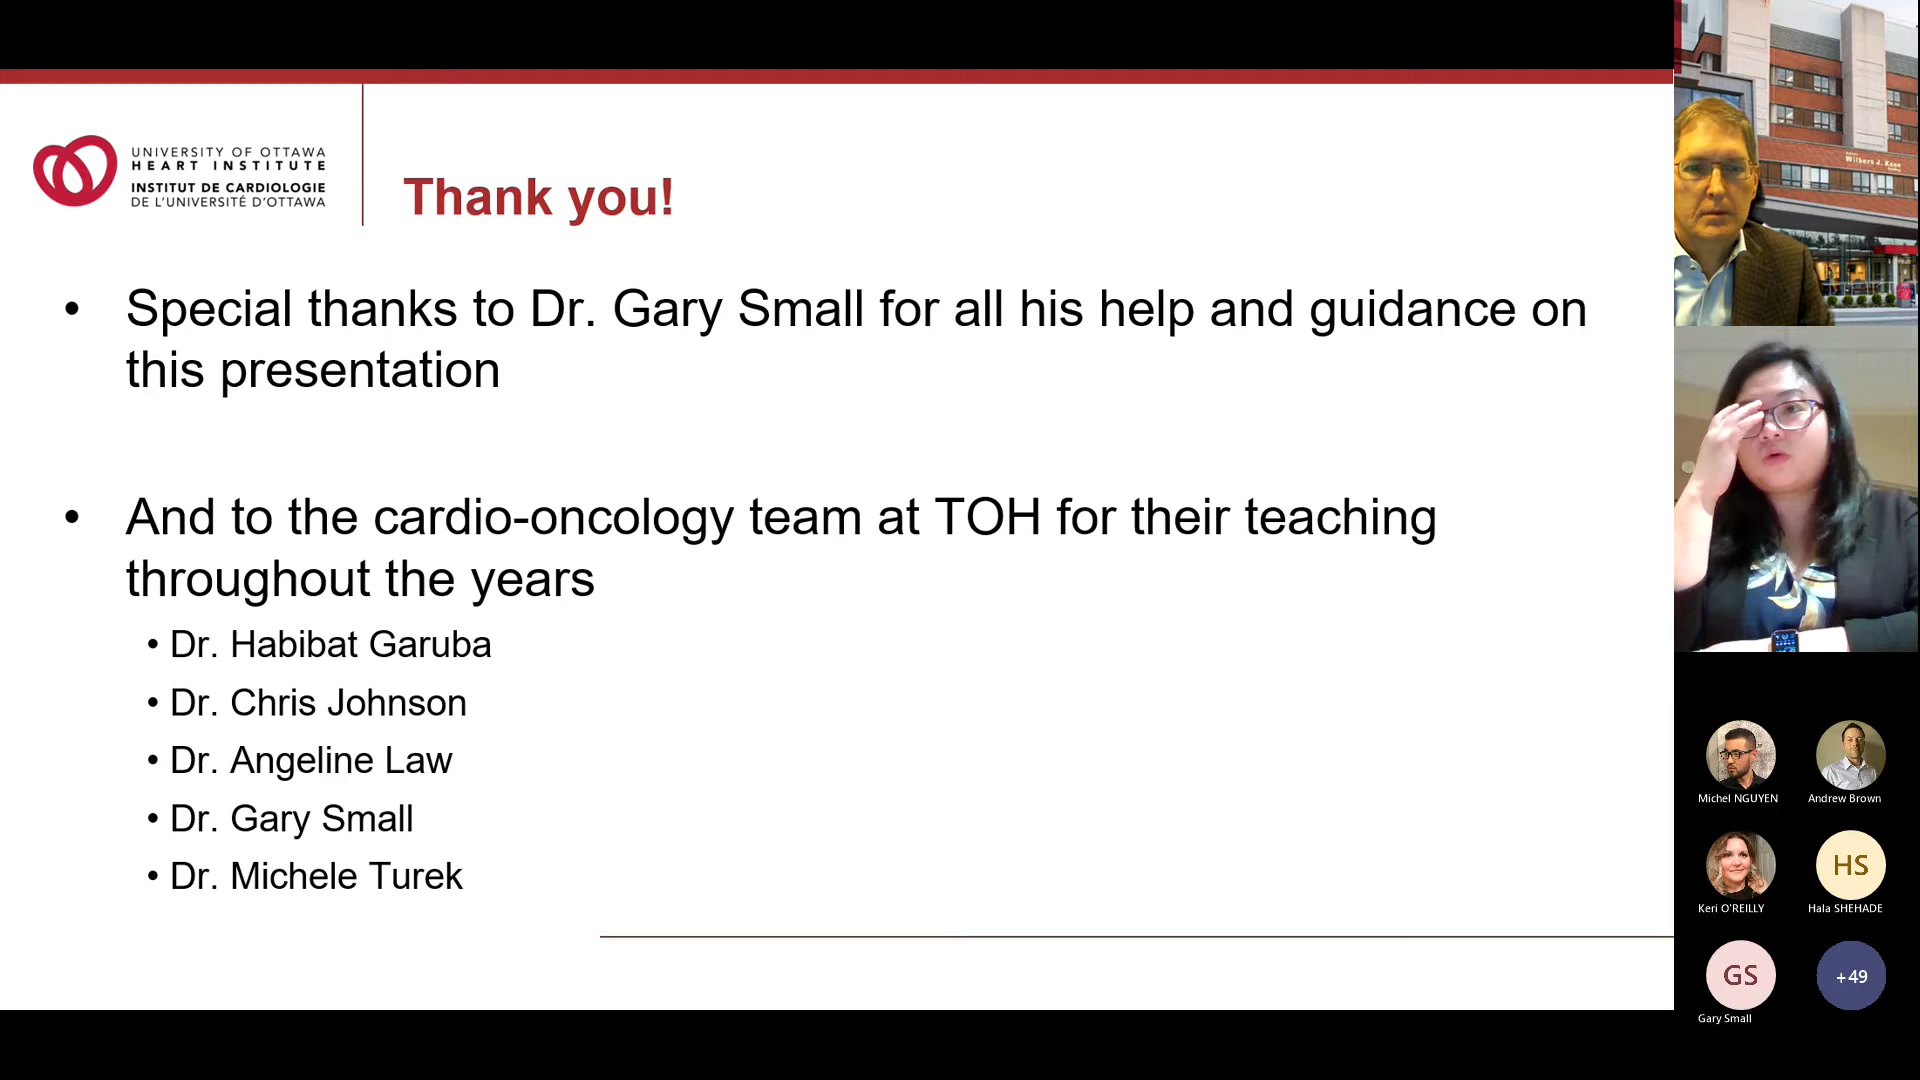 UNIVERSITY OF OTTAWA
HEART INSTITUTE
INSTITUT DE CARDIOLOGIE
DE L'UNIVERSITÉ D'OTTAWA
Thank you!
• Special thanks to Dr. Gary Small for all his help and guidance on
this presentation
• And to the cardio-oncology team at TOH for their teaching
throughout the years
• Dr. Habibat Garuba
• Dr. Chris Johnson
• Dr. Angeline Law
• Dr. Gary Small
• Dr. Michele Turek
Wilbert J. Keon
Michel NGUYEN
Andrew Brown
Keri O'REILLY
HS
Hala SHEHADE
GS
Gary Small
+49